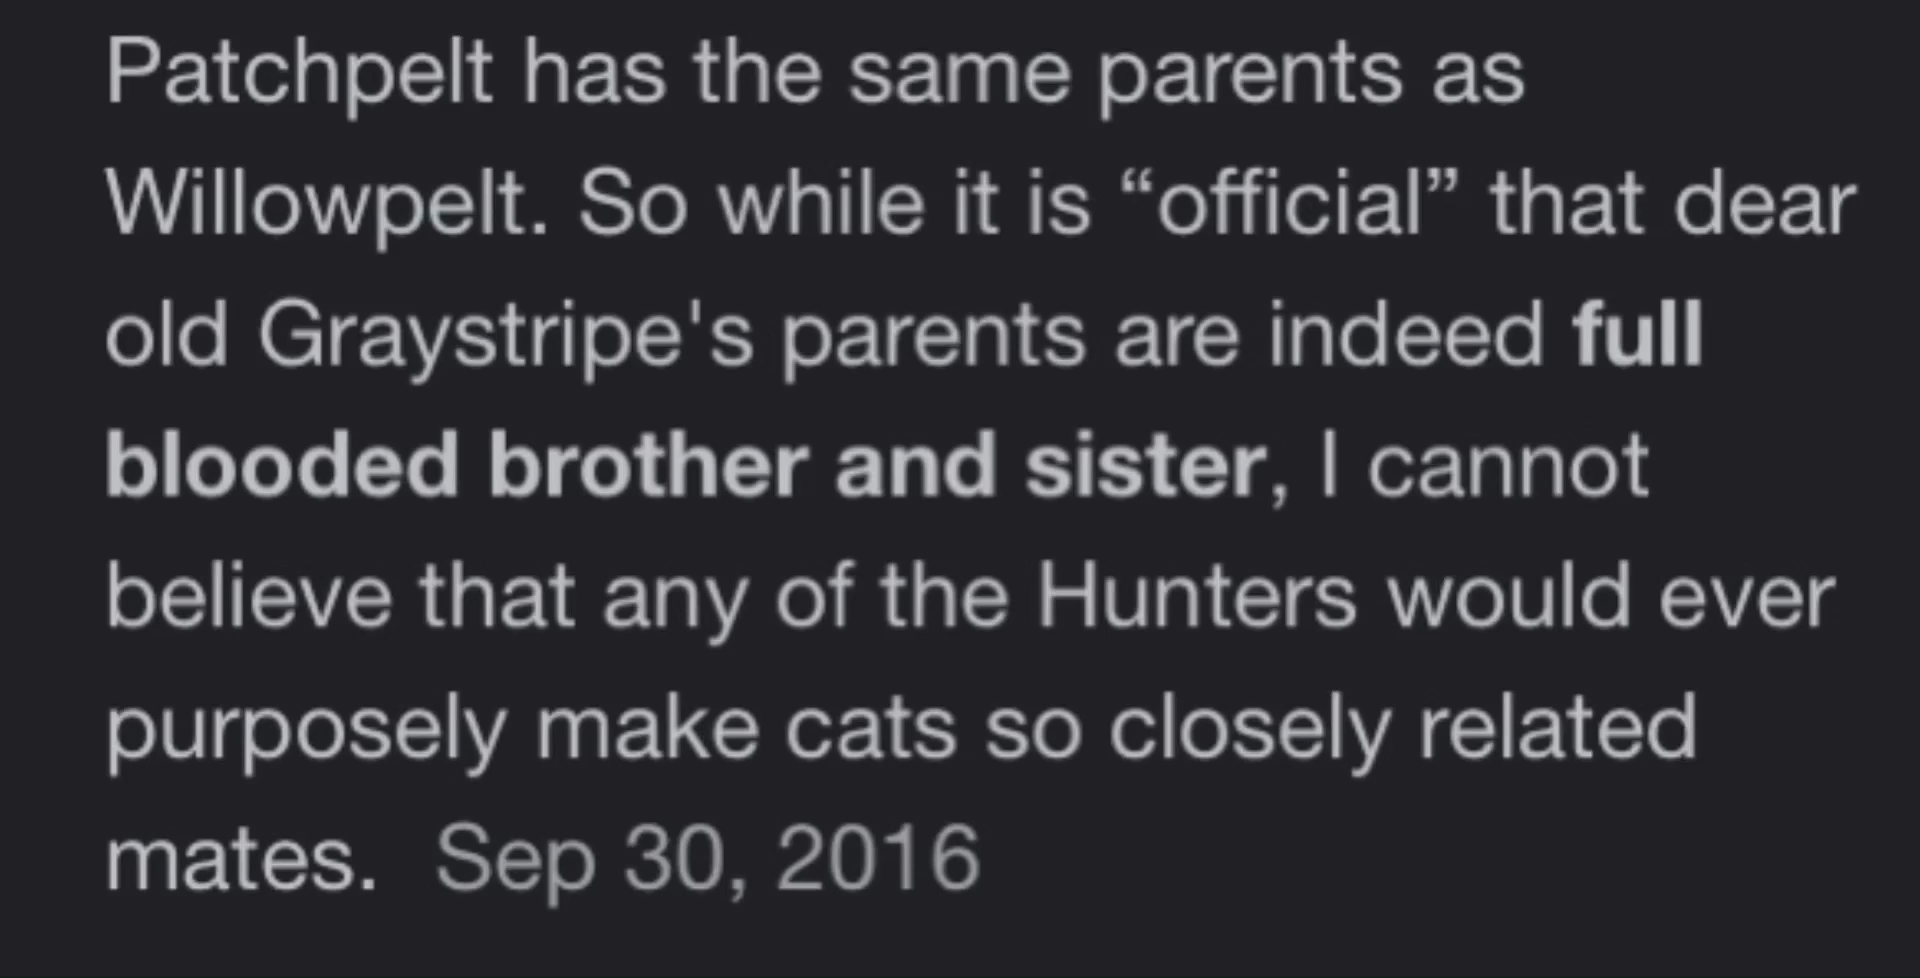 Patchpelt has the same parents as
Willowpelt. So while it is “official” that dear
old Graystripe's parents are indeed full
blooded brother and sister, I cannot
believe that any of the Hunters would ever
purposely make cats so closely related
mates. Sep 30, 2016